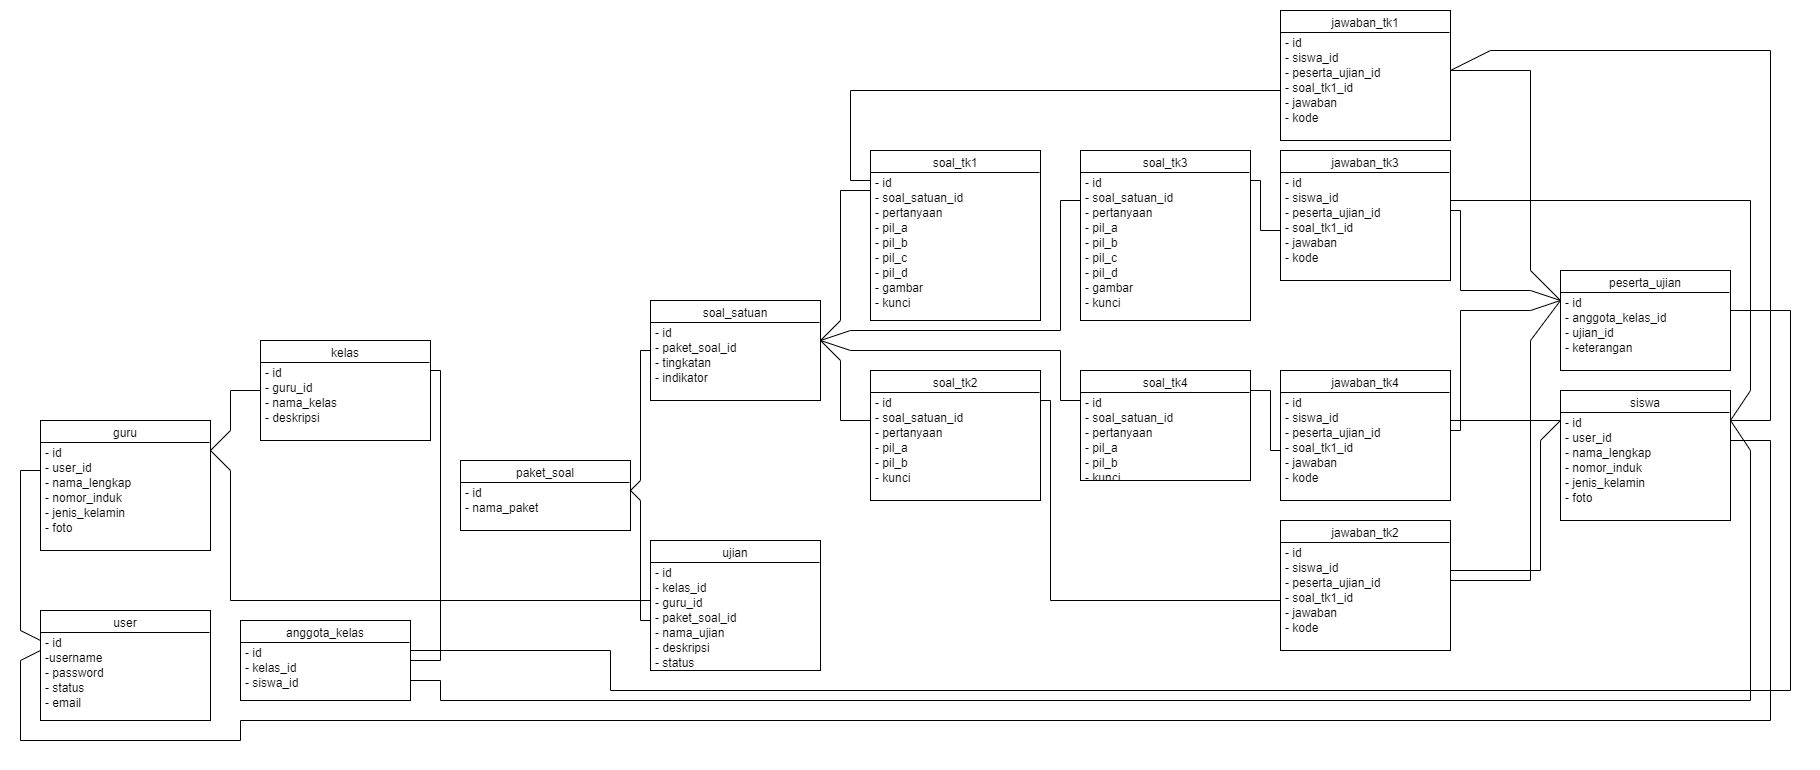 jawaban_tk1
- id
- siswa_id
- peserta_ujian_id
- soal_tk1_id
- jawaban
- kode
soal_tk1
- id
- soal_satuan_id
- pertanyaan
- pil_a
- pil_b
- pil_c
- pil_d
- gambar
- kunci
soal_tk3
- id
- soal_satuan_id
- pertanyaan
- pil_a
- pil_b
- pil_c
- pil_d
- gambar
- kunci
jawaban_tk3
- id
- siswa_id
- peserta_ujian_id
- soal_tk1_id
- jawaban
- kode
peserta_ujian
- id
- anggota_kelas_id
- ujian_id
- keterangan
soal_satuan
- id
- paket_soal_id
- tingkatan
- indikator
kelas
- id
- guru_id
- nama_kelas
- deskripsi
soal_tk2
- id
- soal_satuan_id
- pertanyaan
- pil_a
- pil_b
- kunci
soal_tk4
- id
- soal_satuan_id
- pertanyaan
- pil_a
- pil_b
- kunci
jawaban_tk4
- id
- siswa_id
- peserta_ujian_id
- soal_tk1_id
- jawaban
- kode
siswa
- id
- user_id
- nama_lengkap
- nomor_induk
- jenis_kelamin
- foto
guru
- id
- user_id
- nama_lengkap
- nomor_induk
- jenis_kelamin
- foto
paket_soal
- id
- nama_paket
jawaban_tk2
- id
- siswa_id
- peserta_ujian_id
- soal_tk1_id
- jawaban
- kode
ujian
- id
- kelas_id
- guru_id
- paket_soal_id
- nama_ujian
- deskripsi
- status
user
- id
-username
- password
- status
- email
anggota_kelas
- id
- kelas_id
- siswa_id